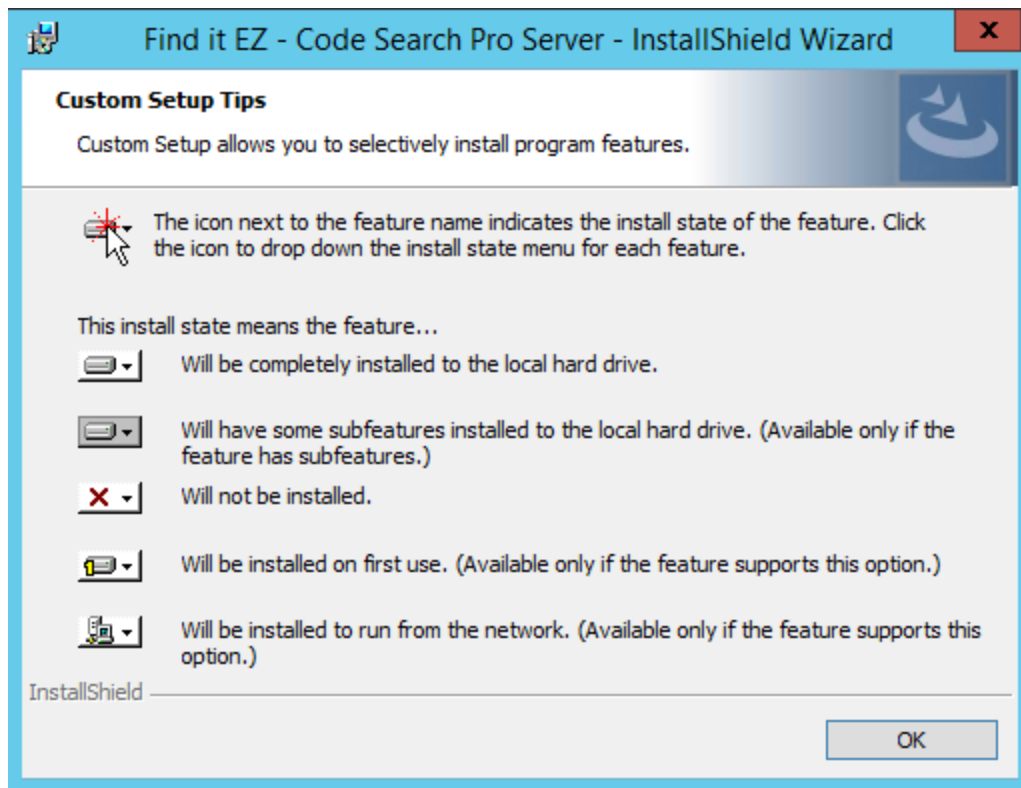 Find it EZ - Code Search Pro Server - InstallShield Wizard
x
Custom Setup Tips
Custom Setup allows you to selectively install program features.
The icon next to the feature name indicates the install state of the feature. Click
the icon to drop down the install state menu for each feature.
This install state means the feature...
Will be completely installed to the local hard drive.
Will have some subfeatures installed to the local hard drive. (Available only if the
feature has subfeatures.)
Will not be installed.
Will be installed on first use. (Available only if the feature supports this option.)
Will be installed to run from the network. (Available only if the feature supports this
option.)
InstallShield
OK